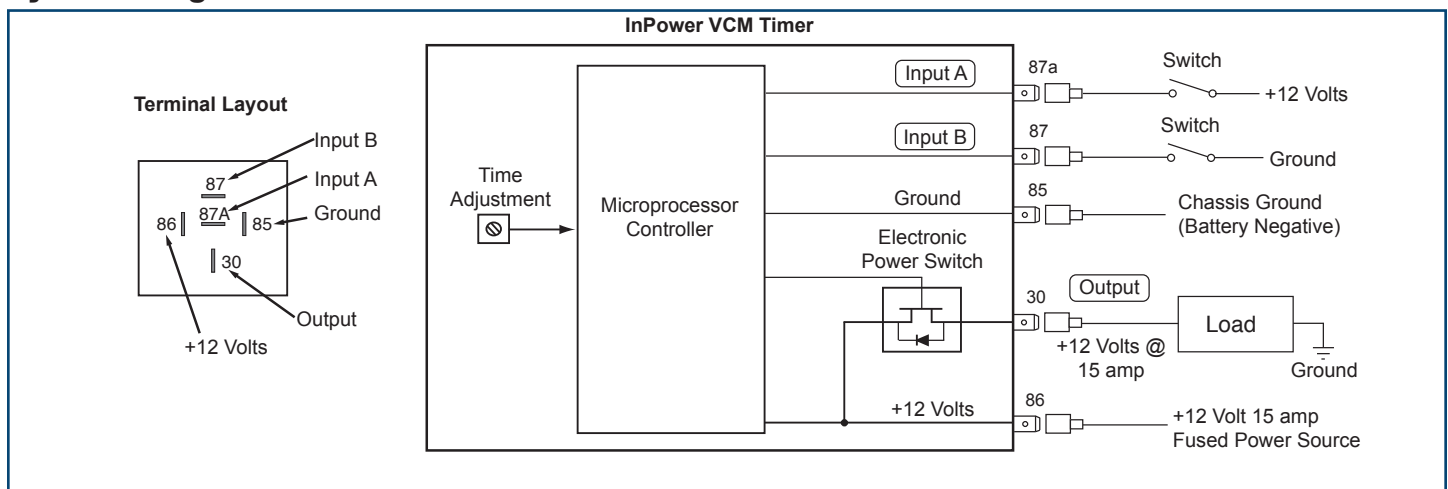 InPower VCM Timer
Terminal Layout
Input B
Input A
Ground
87
87A
86
85
30
Output
+12 Volts
Time
Adjustment
Microprocessor
Controller
Input A
87a
Switch
+12 Volts
Input B
87
Switch
Ground
Ground
85
Chassis Ground
(Battery Negative)
Electronic
Power Switch
30
Output
+12 Volts @
15 amp
Load
Ground
+12 Volts
86
+12 Volt 15 amp
Fused Power Source